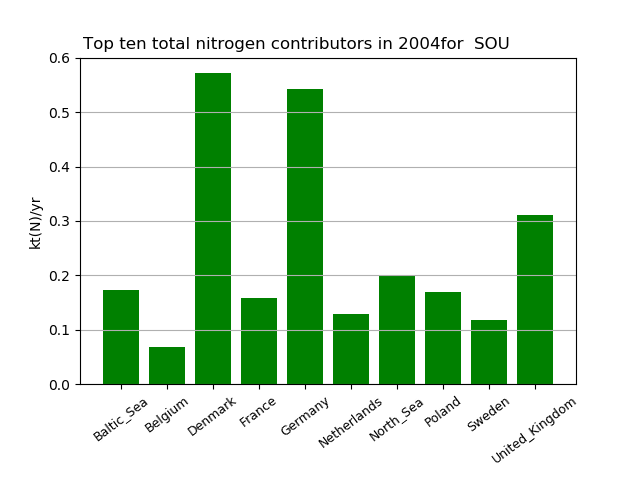 Top ten total nitrogen contributors in 2004for  SOU
0.6
0.5
0.4
0.3
0.2
0.1
0.0
kt(N)/yr
Baltic_Sea
Belgium
Denmark
France
Germany
Netherlands
North_Sea
Poland
Sweden
United_Kingdom